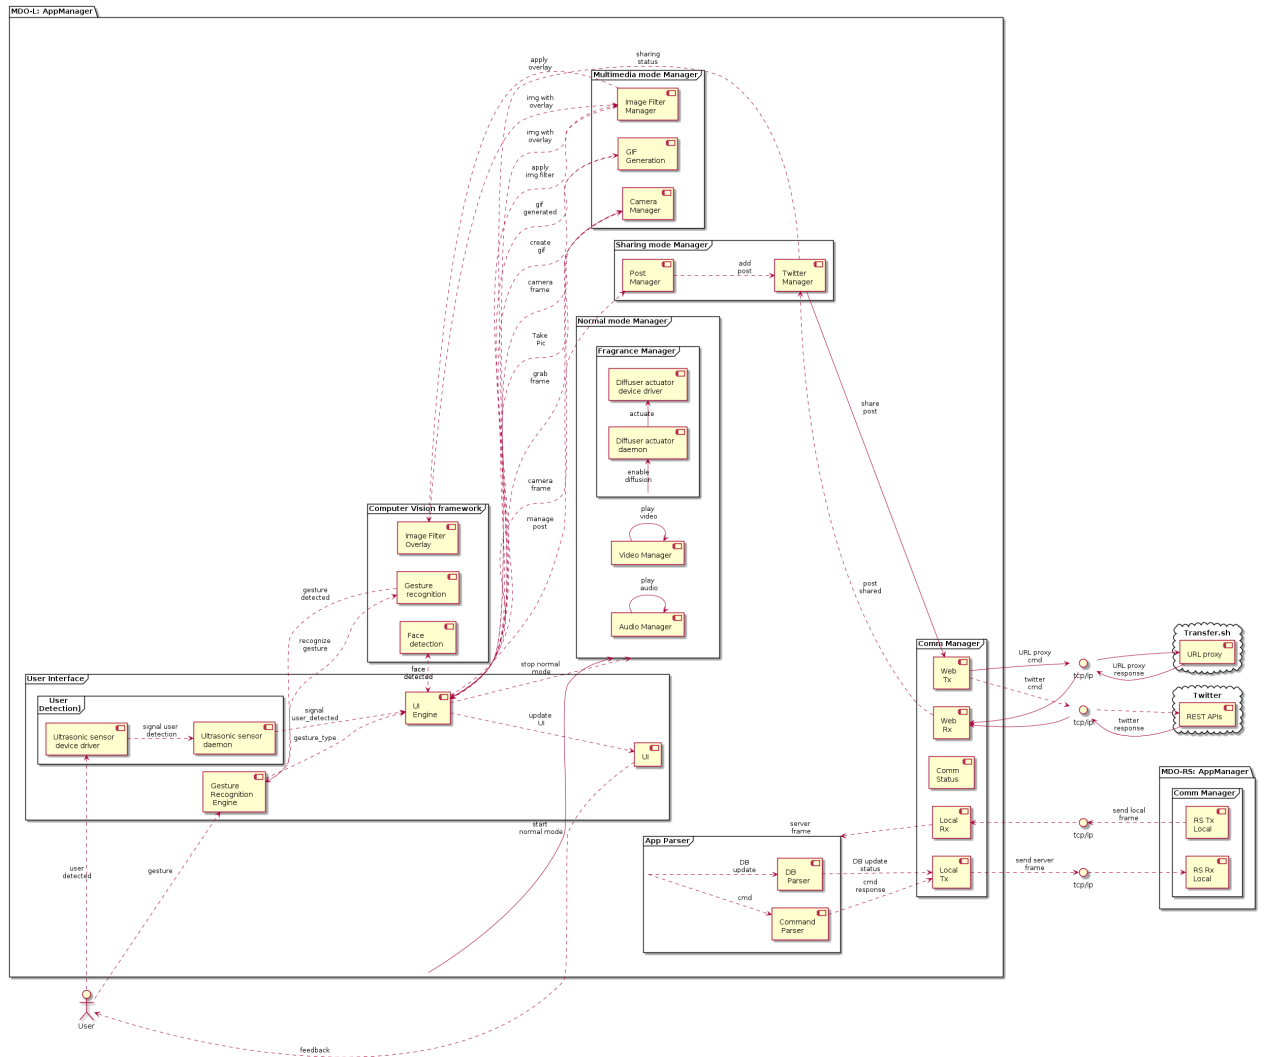 MDO-L: AppManager
sharing
status
apply
overlay
Multimedia mode Manager
Image Filter
Manager
img with
overlay
img with
overlay
GIF
Generation
apply
img filter
Camera
Manager
gif
generated
create
gif
Sharing mode Manager
Post
Manager
add
post
Twitter
Manager
camera
frame
Normal mode Manager
Take
Pic
Fragrance Manager
grab
frame
Diffuser actuator
device driver
share
post
actuate
Diffuser actuator
daemon
enable
diffusion
camera
frame
manage
post
play
video
Video Manager
play
audio
Audio Manager
Computer Vision framework
Image Filter
Overlay
Gesture
recognition
Face
detection
gesture
detected
recognize
gesture
face
detected
stop normal
mode
post
shared
User Interface
User
Detection]
Ultrasonic sensor
device driver
signal user
detection
Ultrasonic sensor
daemon
signal
user_detected
gesture_type
UI
Engine
update
UI
UI
Gesture
Recognition
Engine
Comm Manager
Web
Tx
Web
Rx
Comm
Status
Local
Rx
Local
Tx
URL proxy
cmd
twitter
cmd
tcp/ip
tcp/ip
URL proxy
response
twitter
response
Transfer.sh
URL proxy
Twitter
REST APIs
MDO-RS: AppManager
Comm Manager
RS Tx
Local
RS Rx
Local
send local
frame
tcp/ip
send server
frame
tcp/ip
start
normal mode
server
frame
App Parser
DB
update
DB
Parser
DB update
status
cmd
response
cmd
Command
Parser
user
detected
gesture
User
feedback